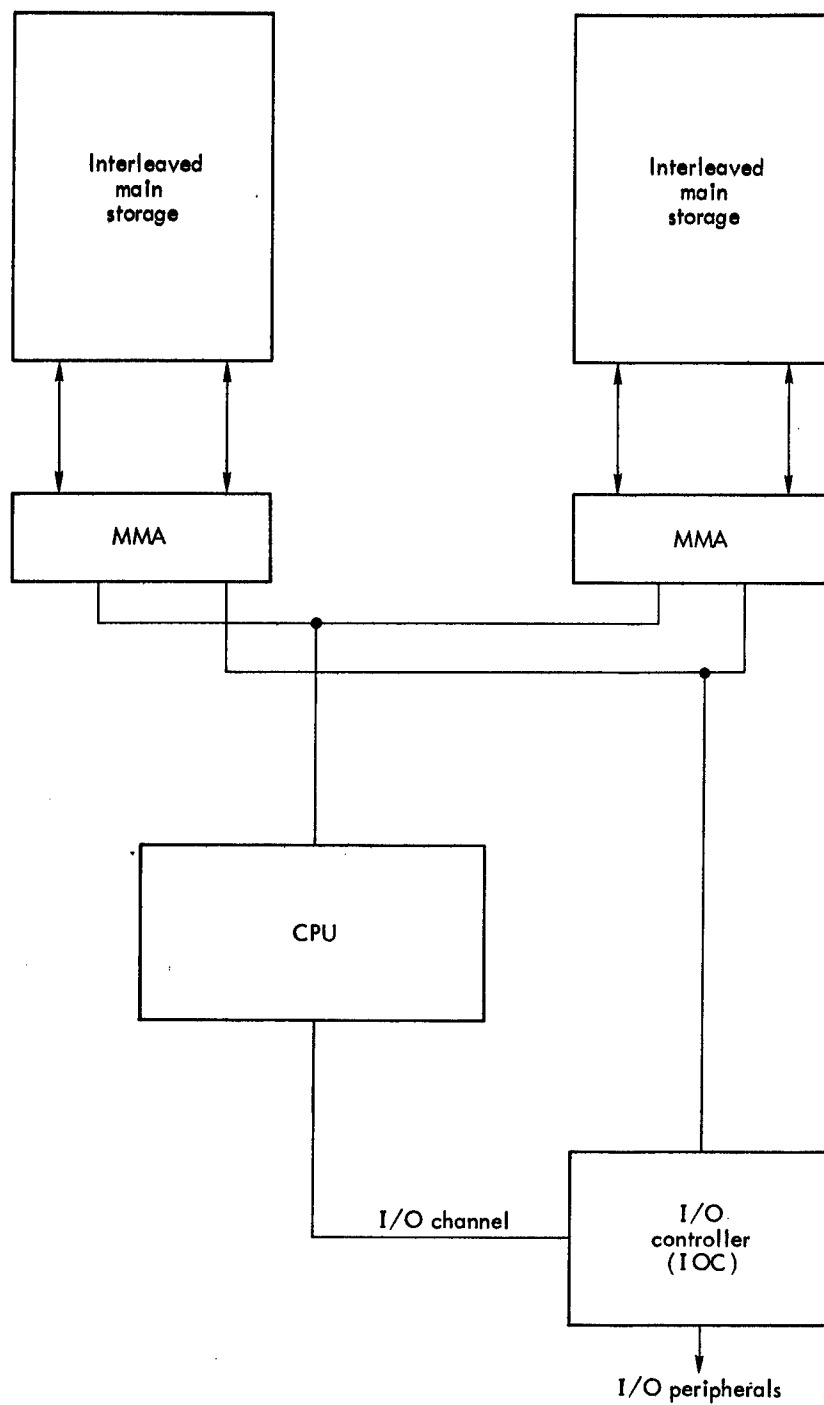 Interleaved
main
storage
Interleaved
main
storage
MMA
MMA
CPU
I/O channel
I/O
controller
(IOC)
I/O peripherals